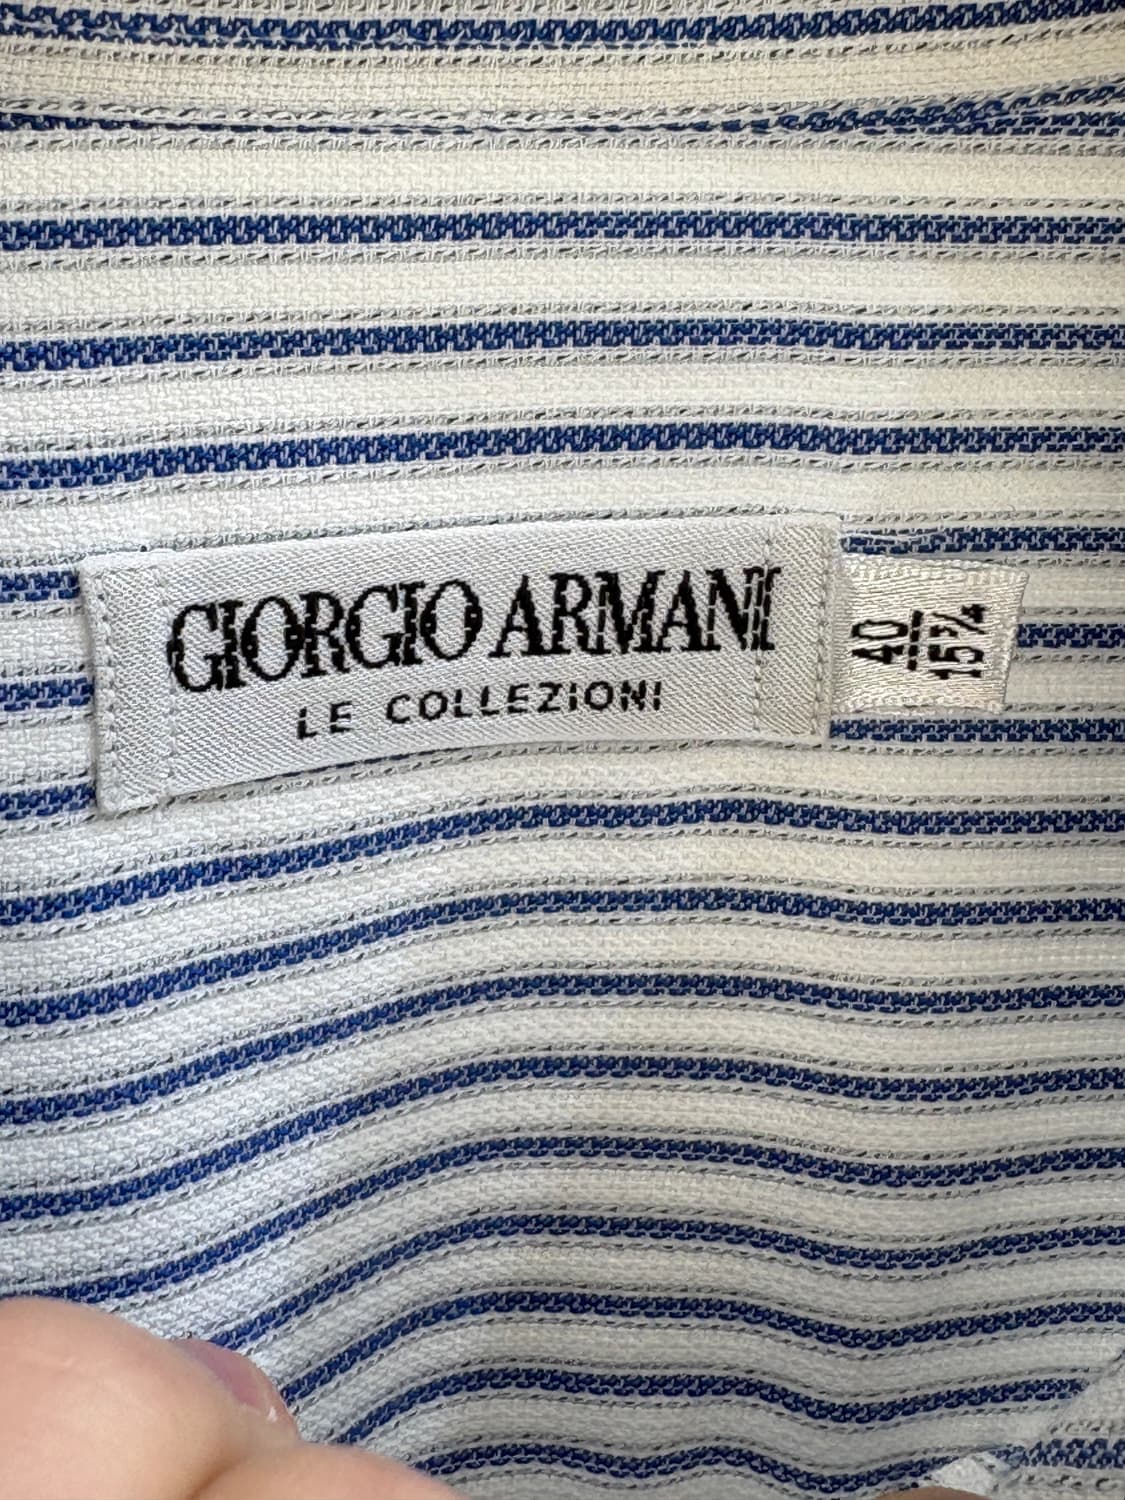 GIORGIO ARMANI
LE COLLEZIONI
40
15¾